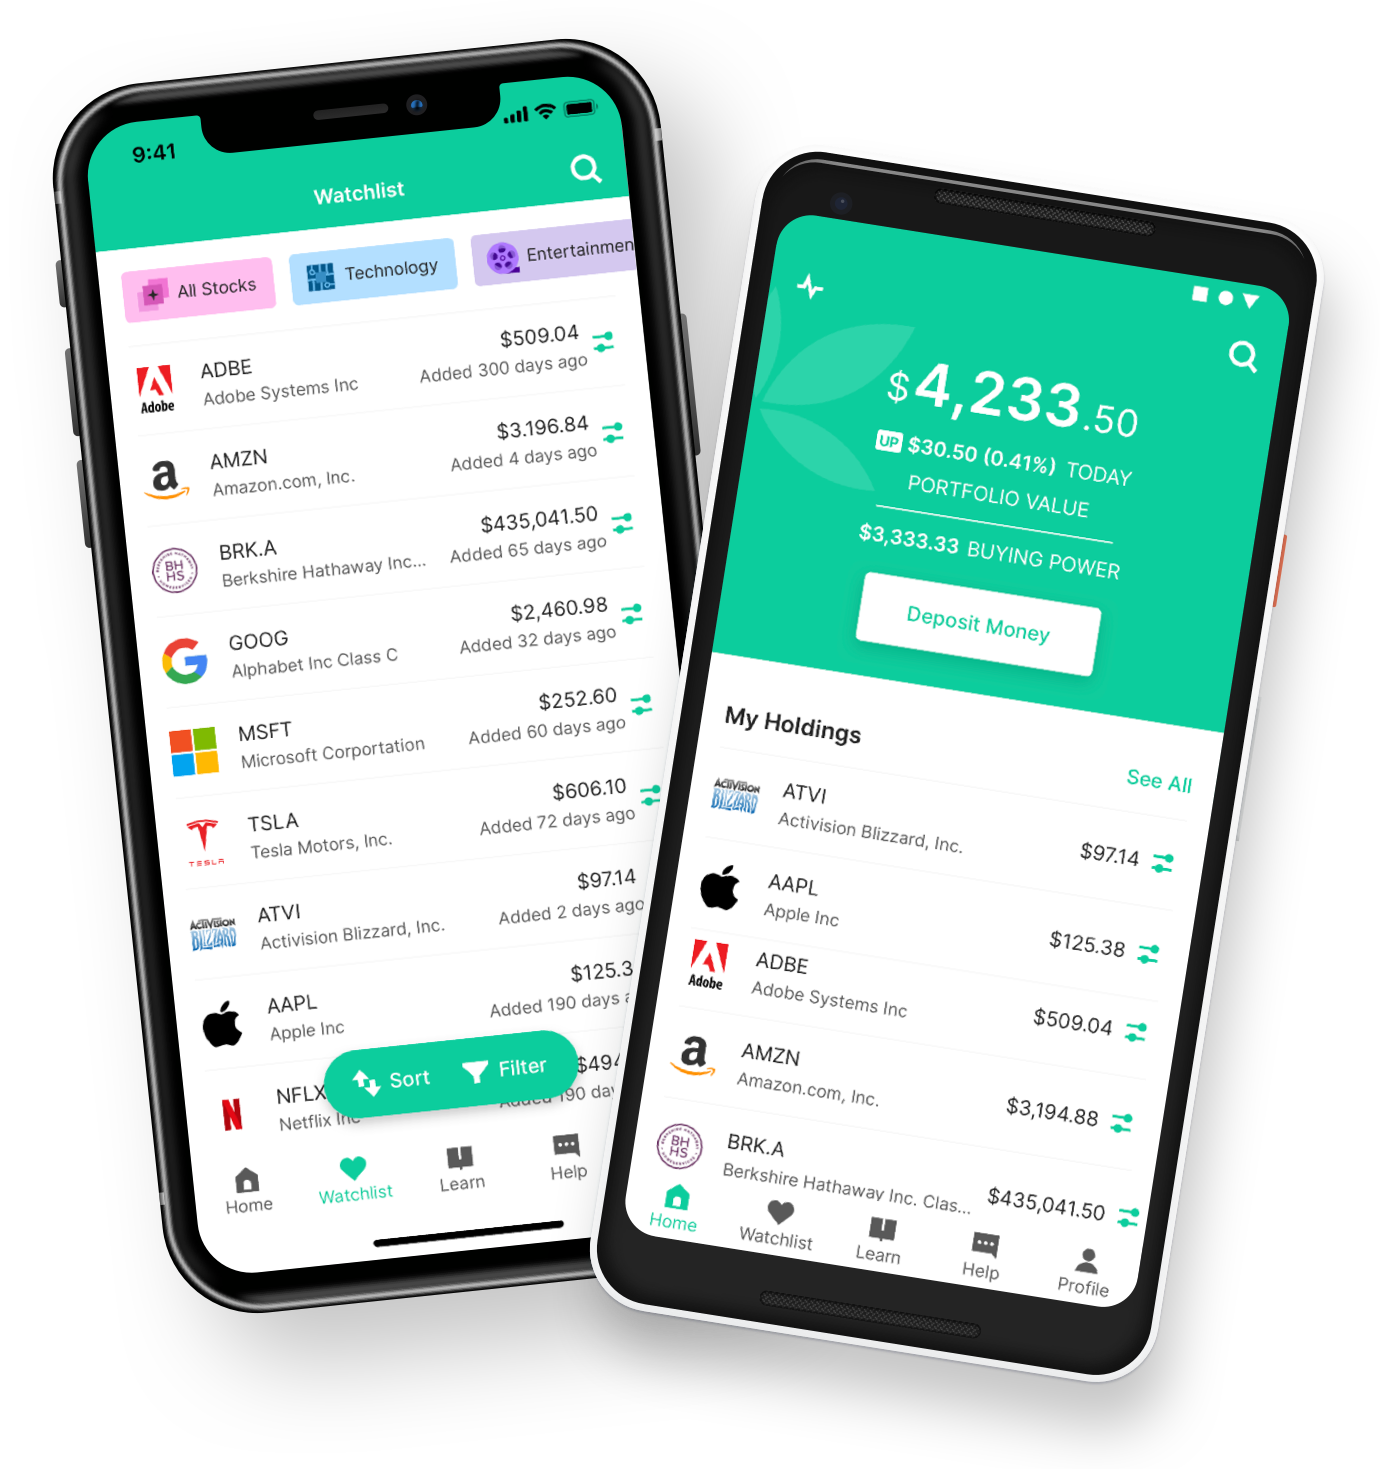 9:41
Watchlist
All Stocks
Technology
Entertainmen
Adobe
ADBE
$509.04
Adobe Systems Inc
Added 300 days ago
a
AMZN
$3.196.84
Amazon.com, Inc.
Added 4 days ago
BH
HS
BRK.A
$435,041.50
Berkshire Hathaway Inc...
Added 65 days ago
G
GOOG
$2,460.98
Alphabet Inc Class C
Added 32 days ago
MSFT
$252.60
Microsoft Corportation
Added 60 days ago
TESLA
TSLA
$606.10
Tesla Motors, Inc.
Added 72 days ago
ACTIVISION
BLIZZARD
ATVI
$97.14
Activision Blizzard, Inc.
Added 2 days ago
AAPL
$125.3
Apple Inc
Added 190 days a
N
NFLX
$494
Netflix Inc
Added 190 day
Sort
Filter
Home
Watchlist
Learn
Help
$4,233.50
UP $30.50 (0.41%) TODAY
PORTFOLIO VALUE
$3,333.33 BUYING POWER
Deposit Money
My Holdings
See All
ACTIVISION
BLIZZARD
ATVI
Activision Blizzard, Inc.
$97.14
AAPL
Apple Inc
$125.38
Adobe
ADBE
Adobe Systems Inc
$509.04
a
AMZN
Amazon.com, Inc.
$3,194.88
BH
HS
BRK.A
Berkshire Hathaway Inc. Clas...
$435,041.50
Home
Watchlist
Learn
Help
Profile